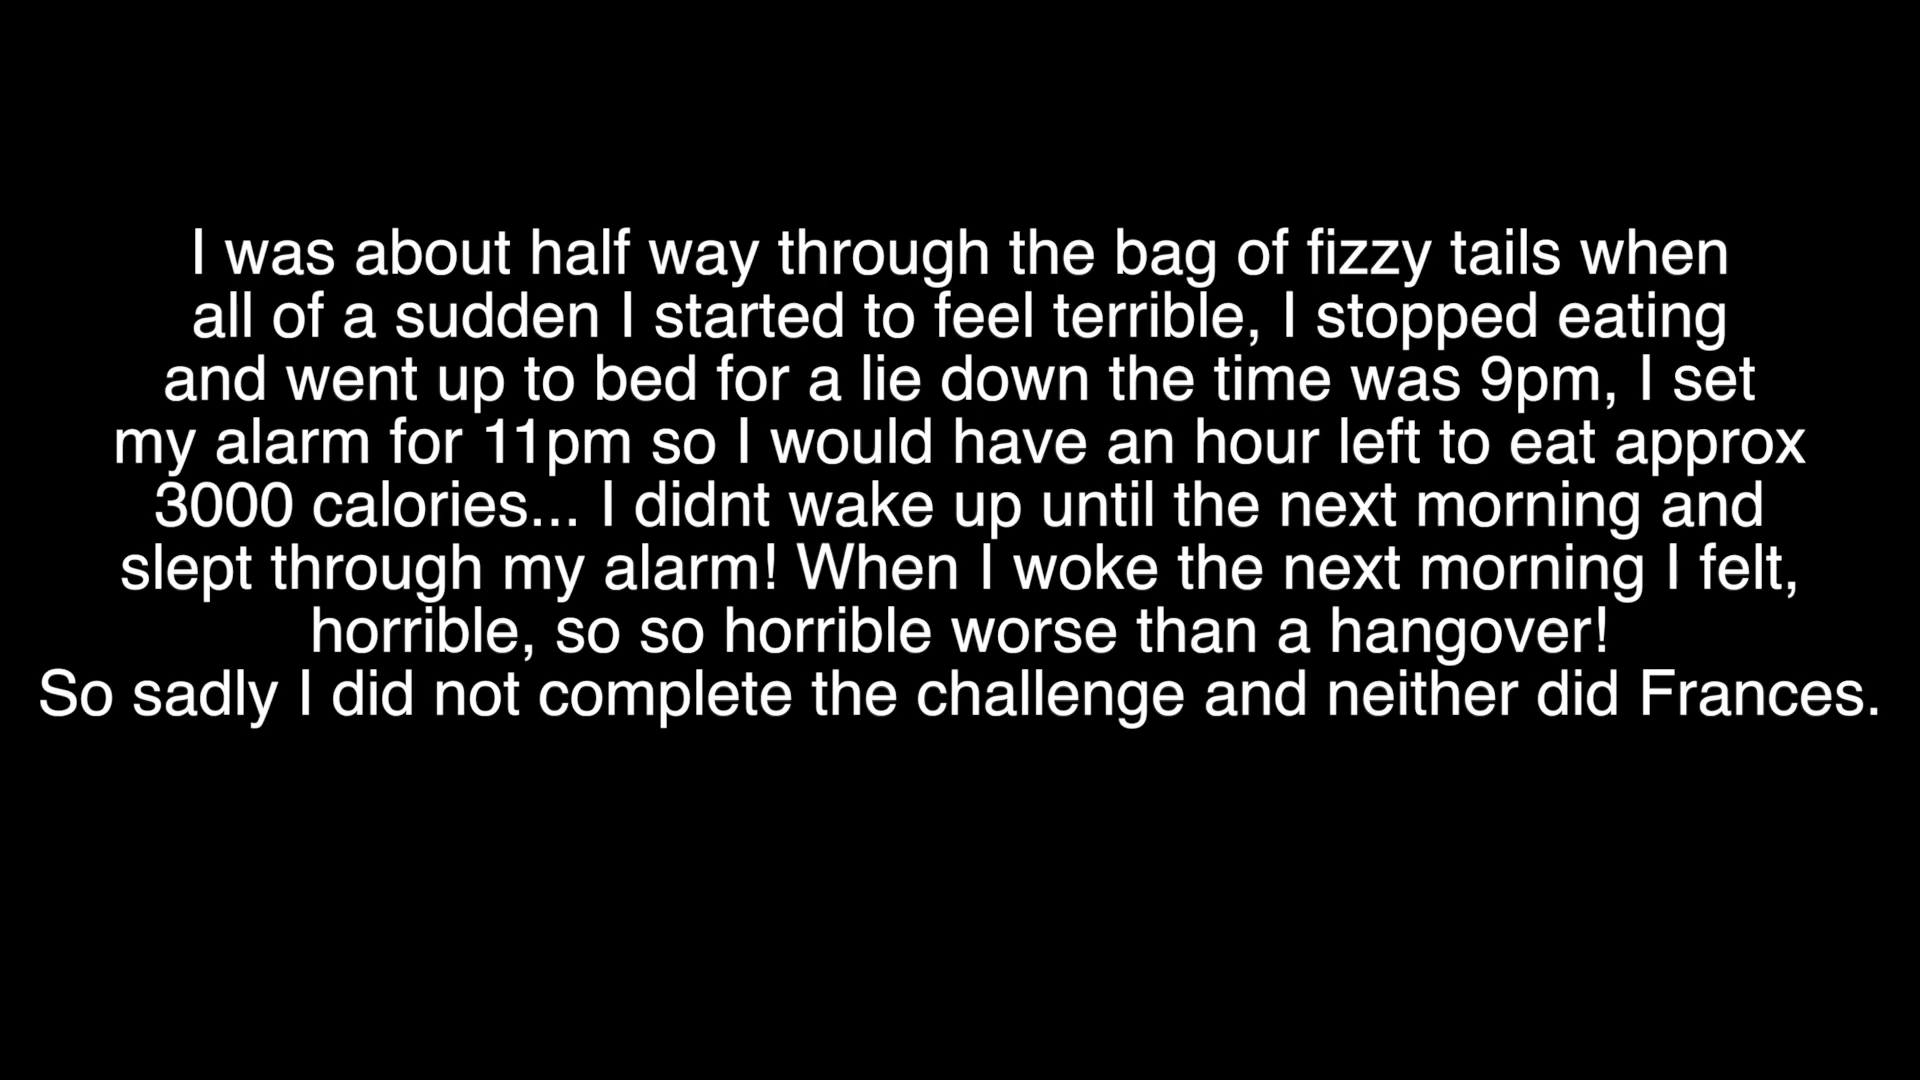 I was about half way through the bag of fizzy tails when
all of a sudden I started to feel terrible, I stopped eating
and went up to bed for a lie down the time was 9pm, I set
my alarm for 11pm so I would have an hour left to eat approx
3000 calories... I didnt wake up until the next morning and
slept through my alarm! When I woke the next morning I felt,
horrible, so so horrible worse than a hangover!
So sadly I did not complete the challenge and neither did Frances.